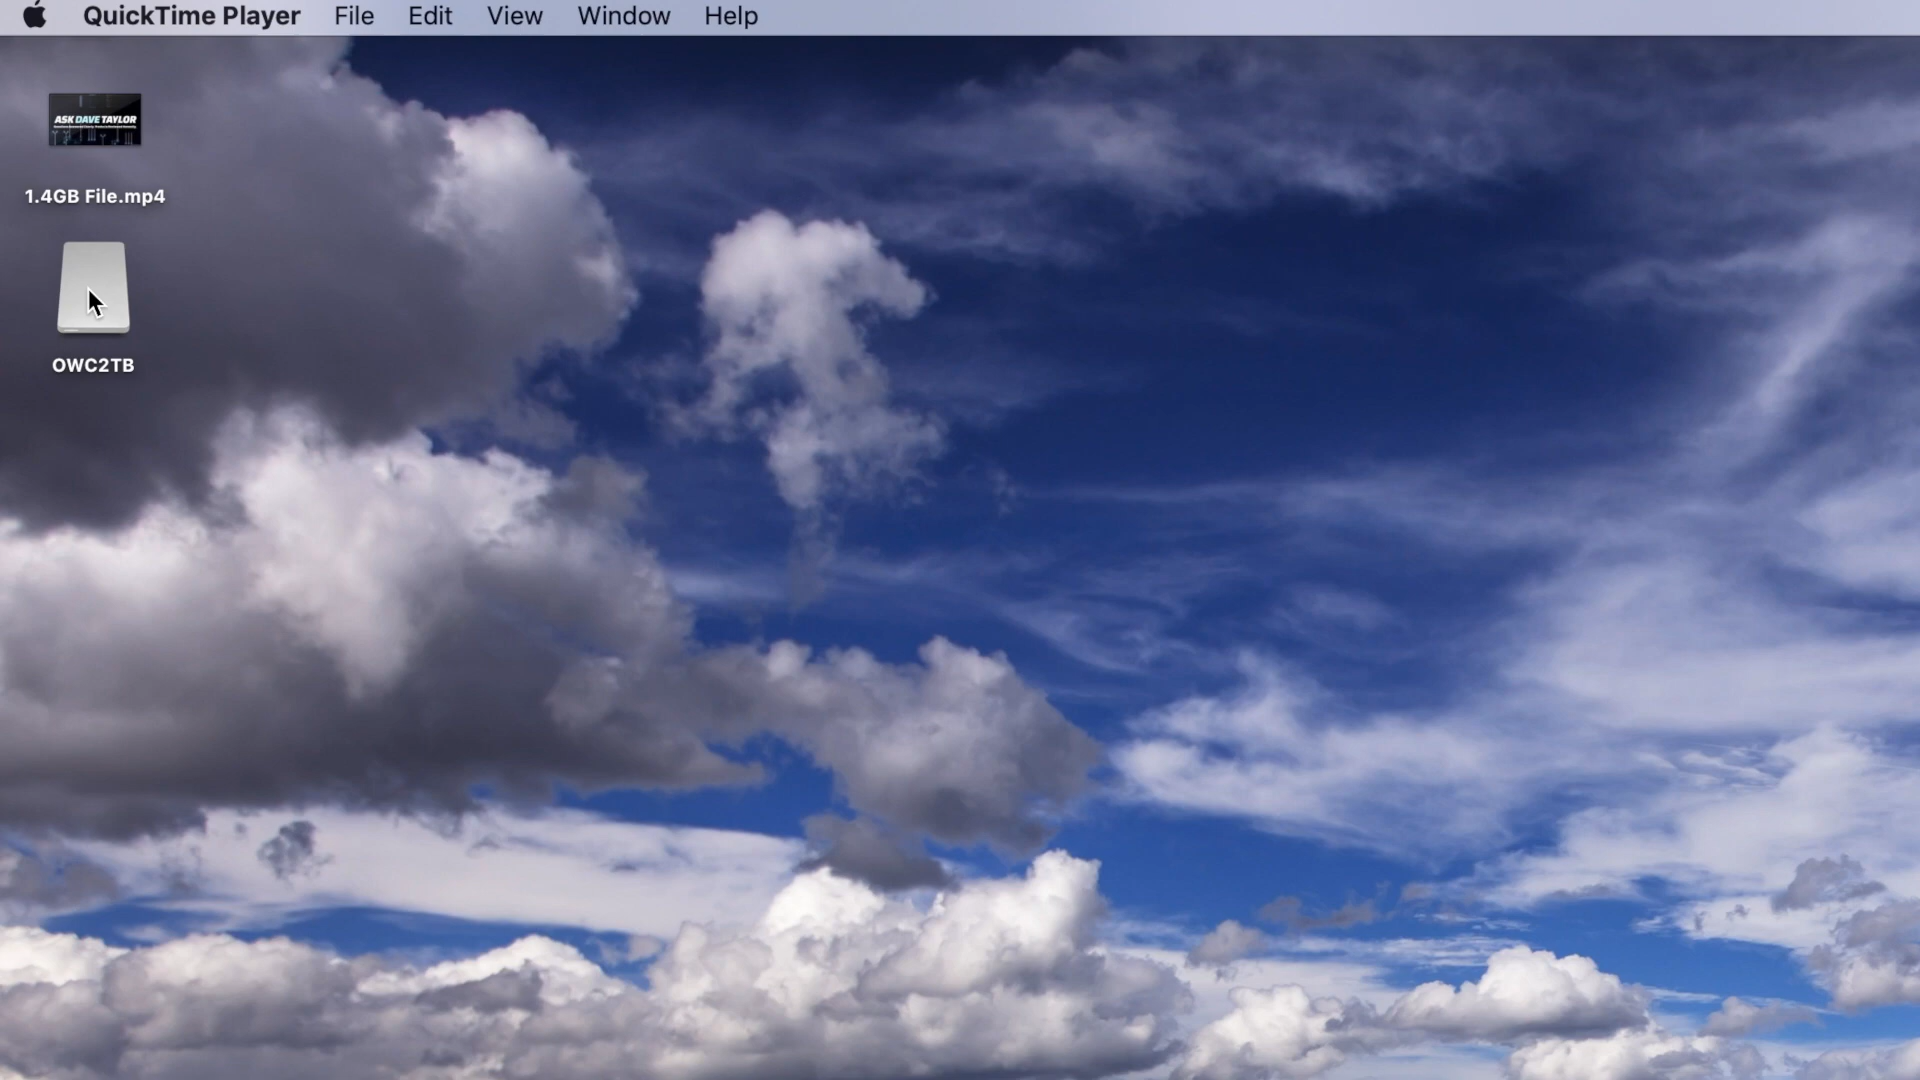 QuickTime Player File Edit View Window Help
ASK DAVE TAYLOR
1.4GB File.mp4
OWC2TB